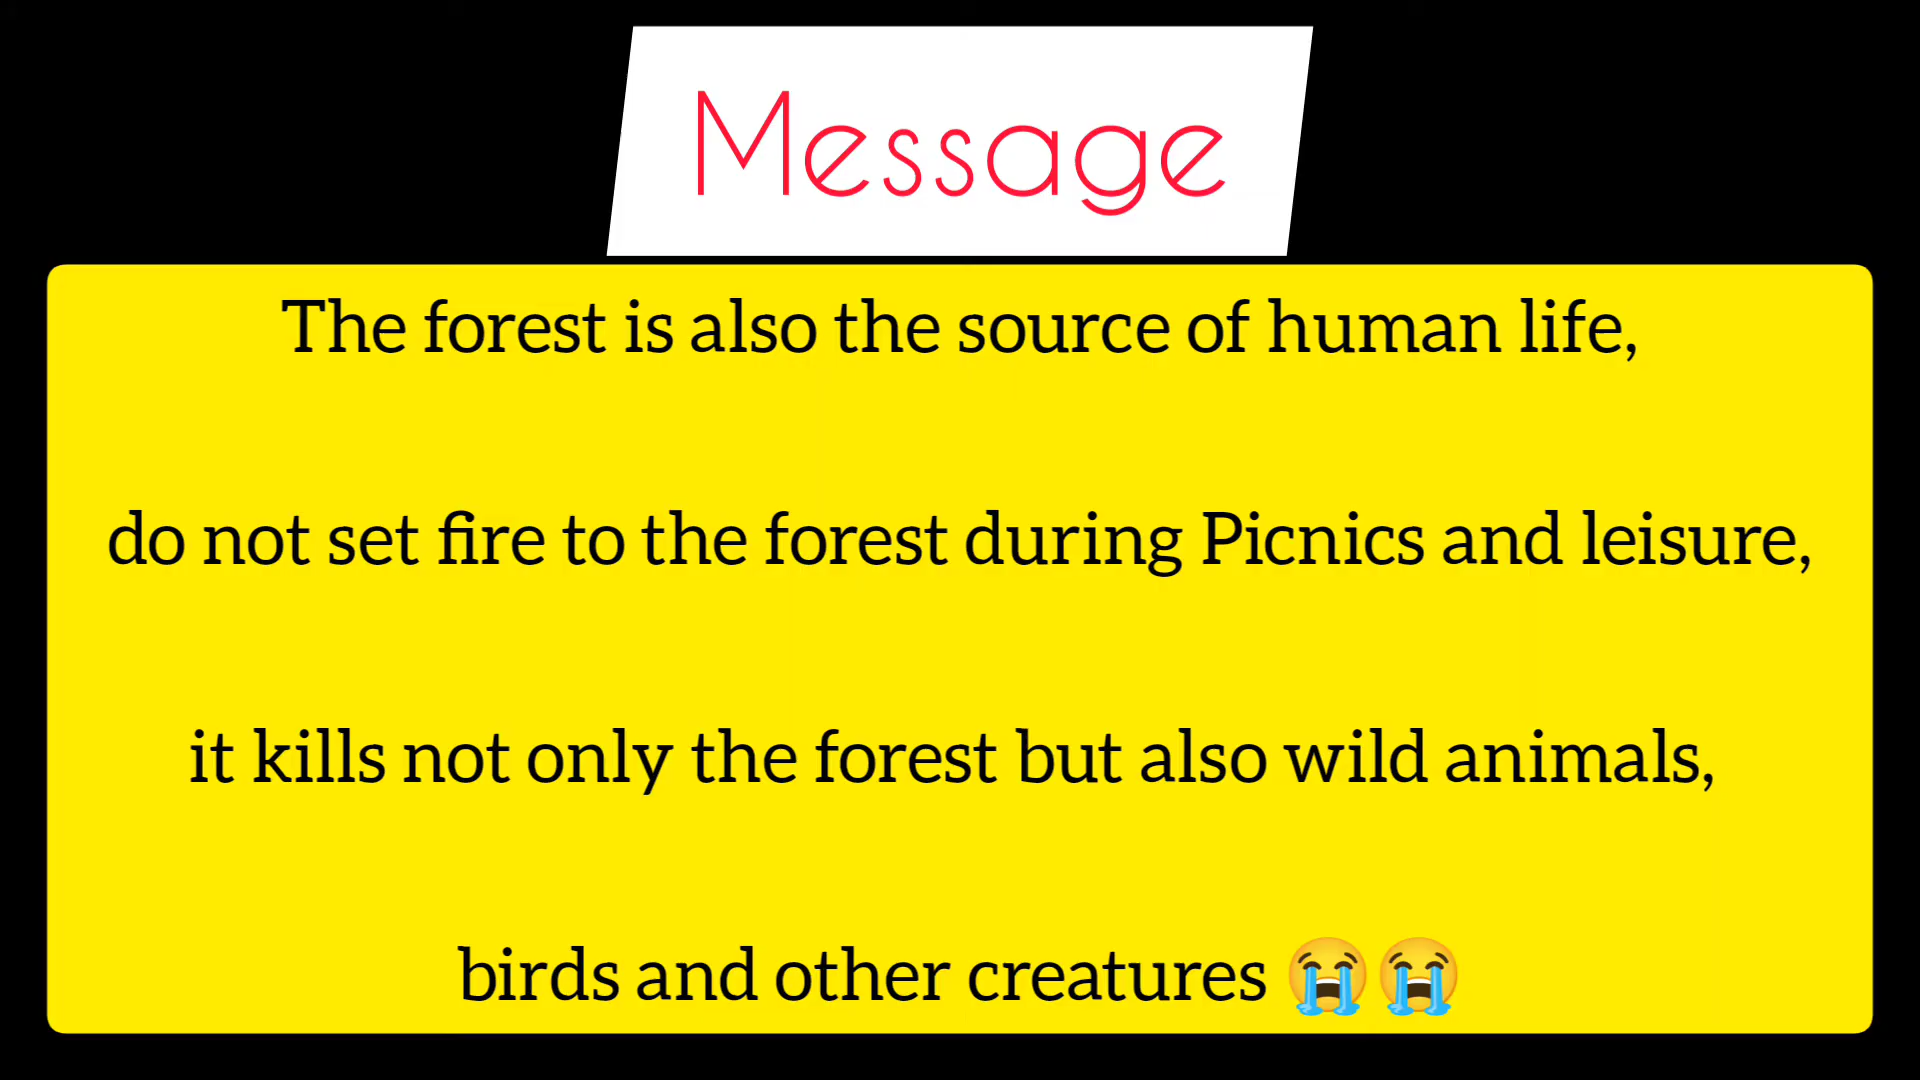 Message
The forest is also the source of human life,
do not set fire to the forest during Picnics and leisure,
it kills not only the forest but also wild animals,
birds and other creatures 😭😭